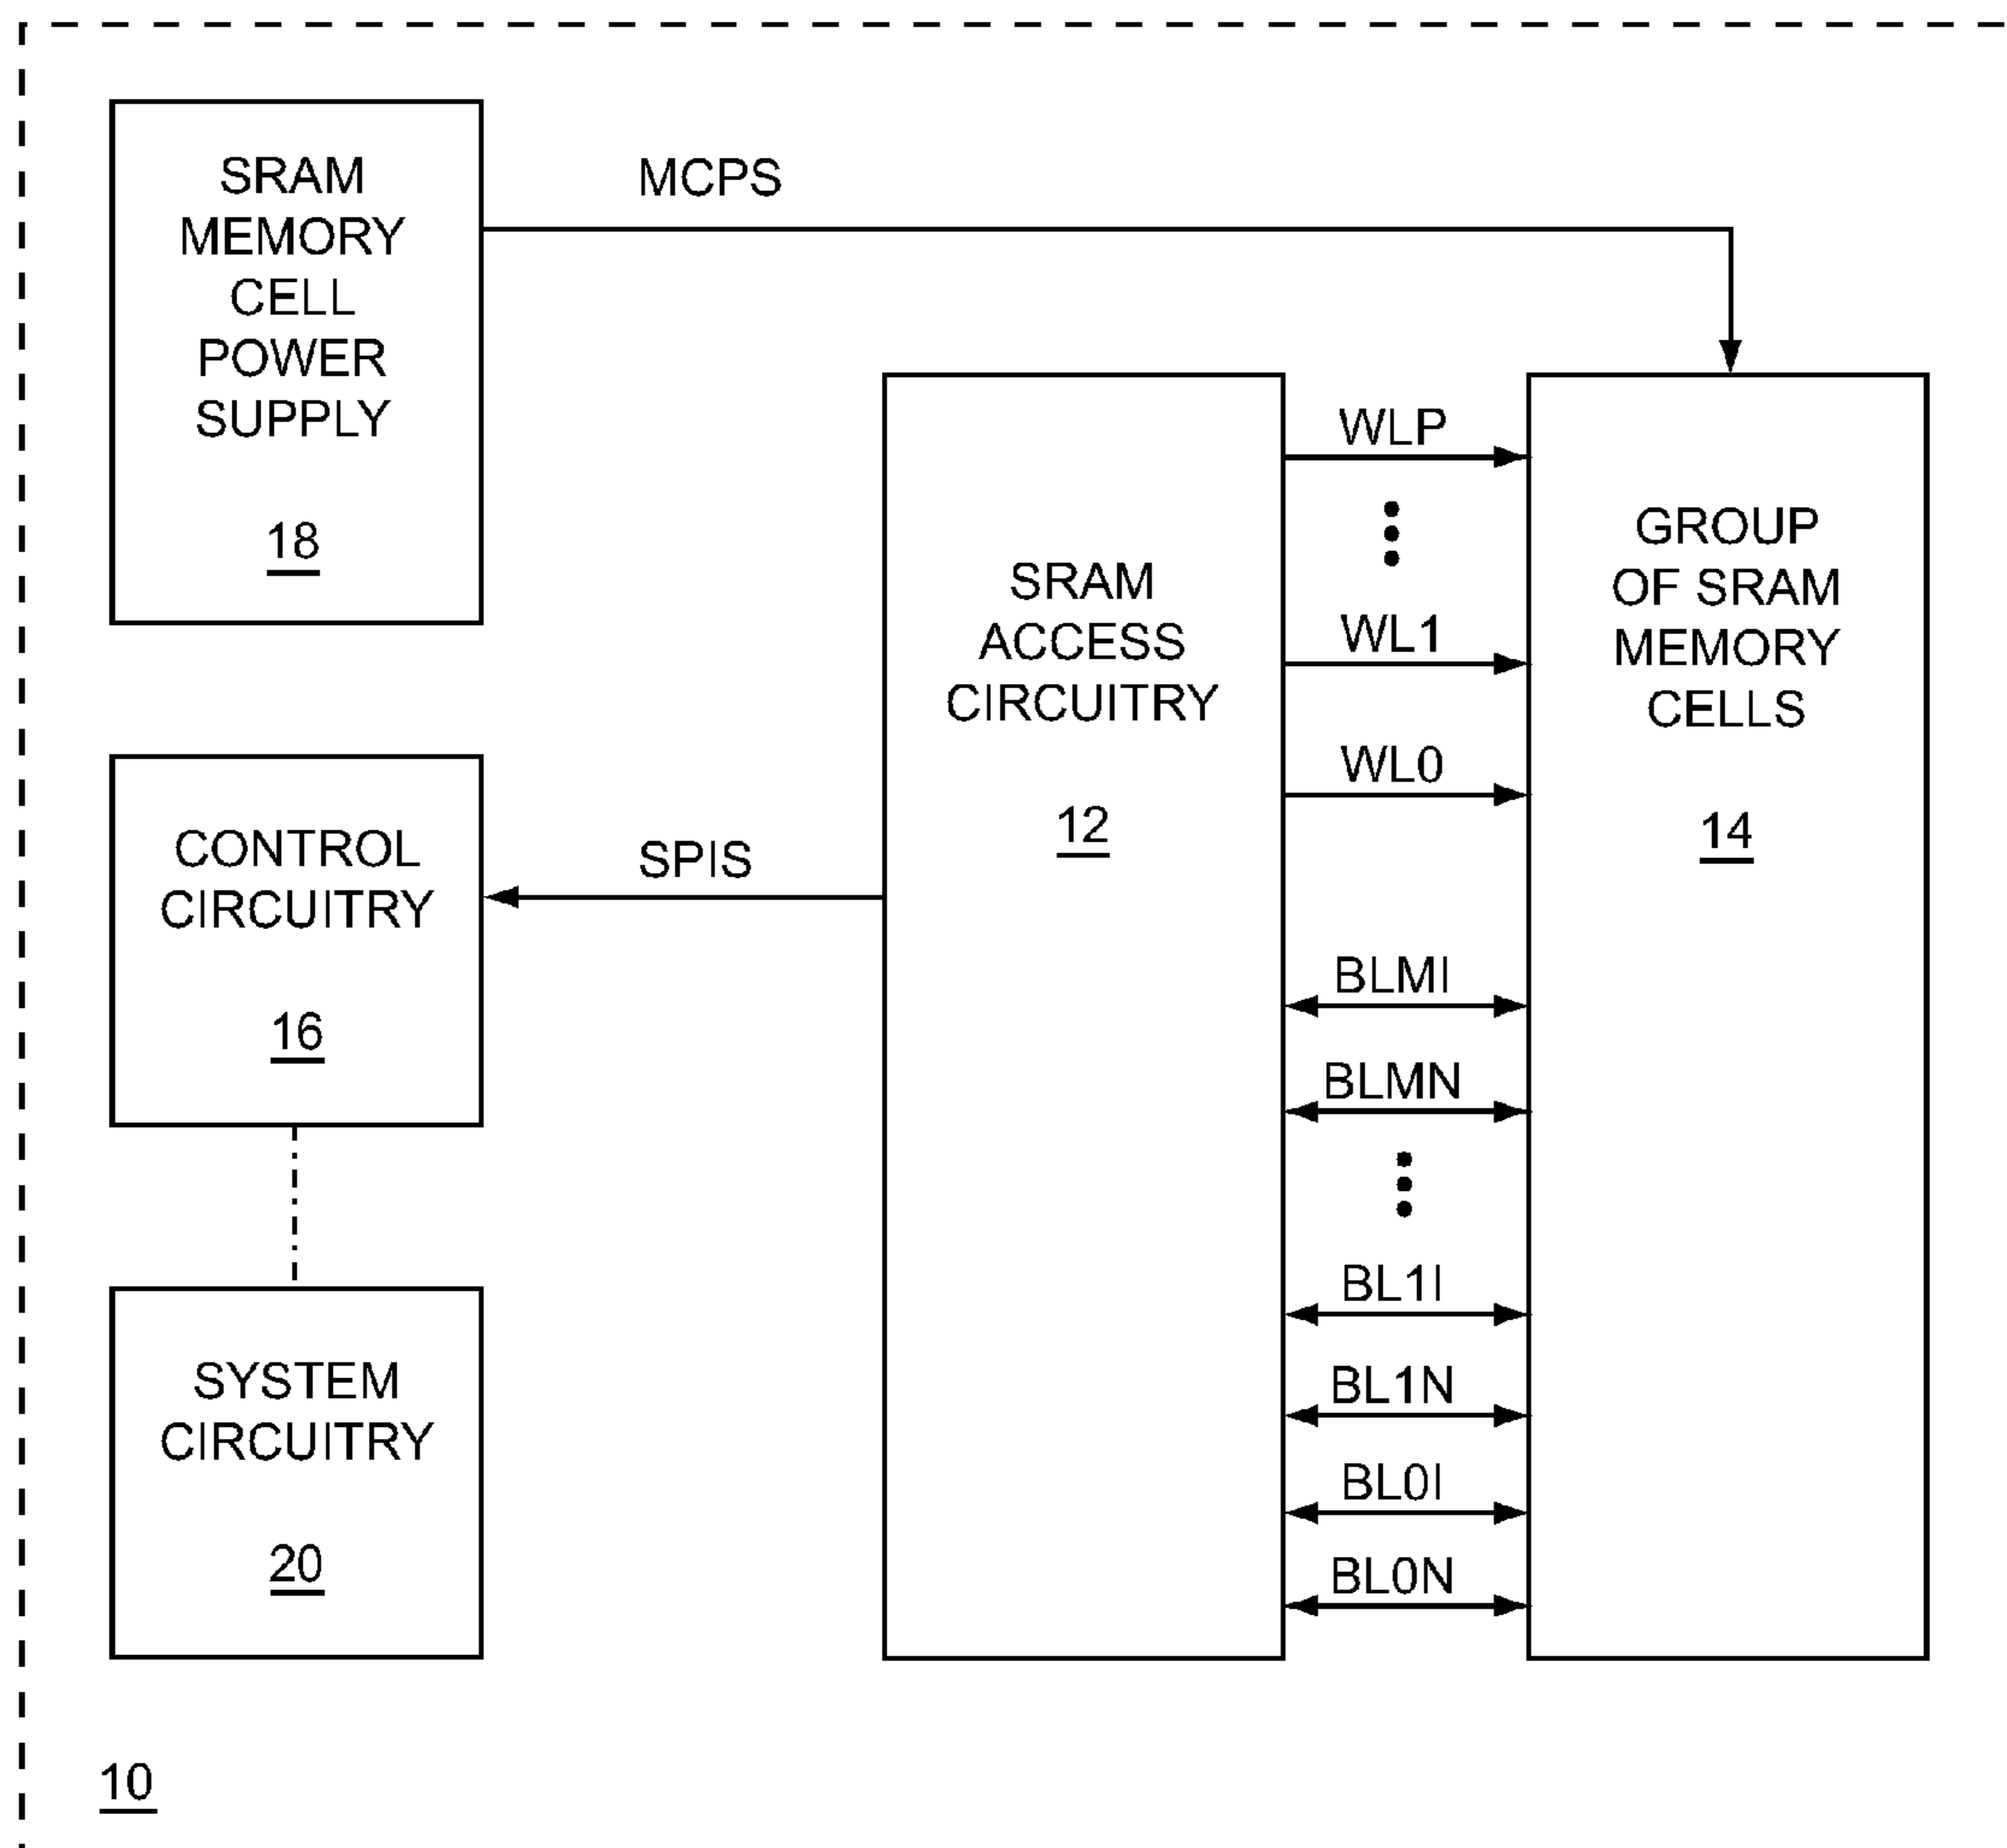 SRAM
MEMORY
CELL
POWER
SUPPLY
18
MCPS
CONTROL
CIRCUITRY
16
SPIS
SYSTEM
CIRCUITRY
20
SRAM
ACCESS
CIRCUITRY
12
WLP
WL1
WL0
BLMI
BLMN
BL1I
BL1N
BL0I
BL0N
GROUP
OF SRAM
MEMORY
CELLS
14
10